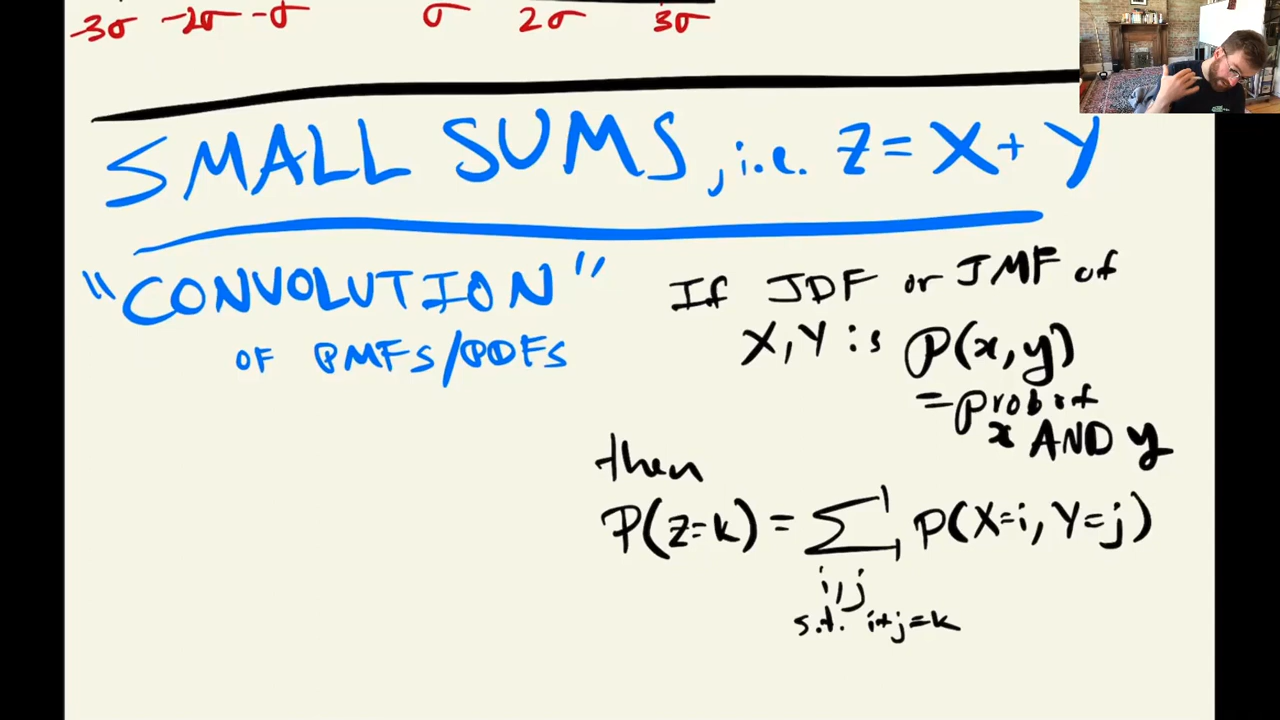 -3σ -2σ -σ σ 2σ 3σ
SMALL SUMS, i.e. Z = X + Y
"CONVOLUTION"
OF PMFS/PDFS
If JDF or JMF of
X, Y is P(x, y)
= prob of
x AND y
then
P(Z=k) = ∑ P(X=i, Y=j)
i, j
s.t. i+j=k